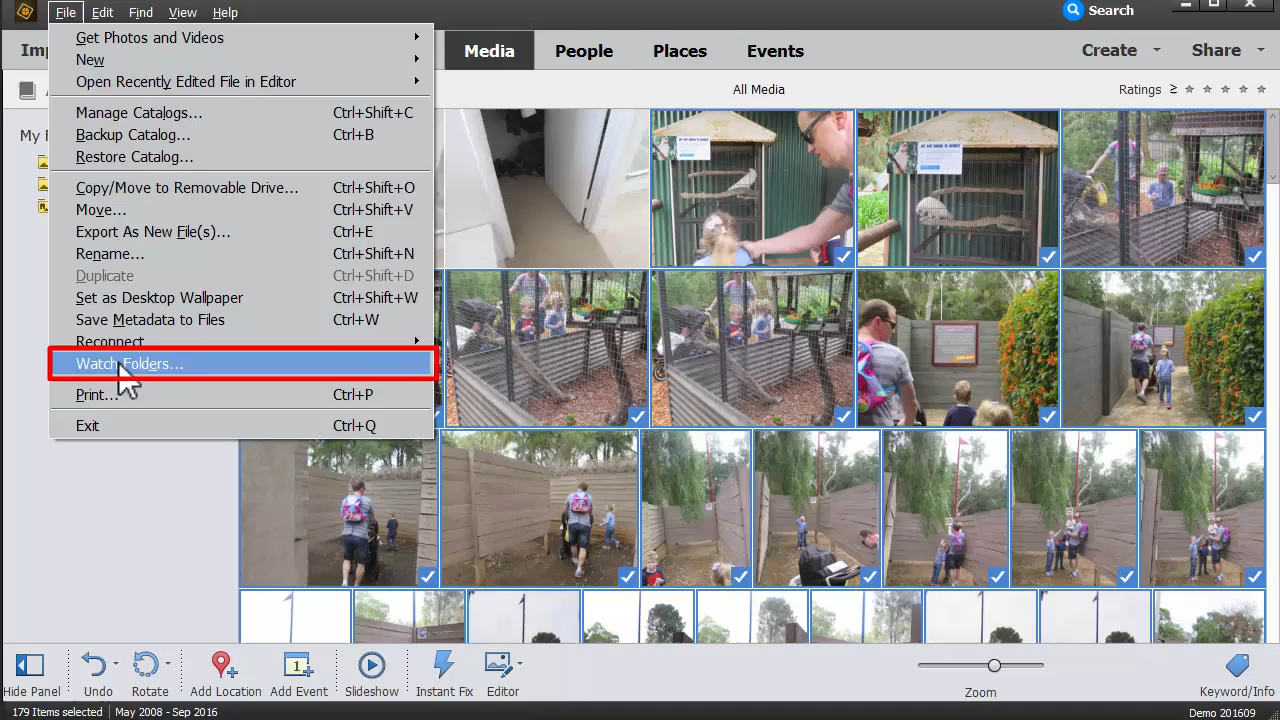 File Edit Find View Help
Search
Imp
Media People Places Events
Create Share
All Media
Ratings ≥
My F
Get Photos and Videos
New
Open Recently Edited File in Editor
Manage Catalogs... Ctrl+Shift+C
Backup Catalog... Ctrl+B
Restore Catalog...
Copy/Move to Removable Drive... Ctrl+Shift+O
Move... Ctrl+Shift+V
Export As New File(s)... Ctrl+E
Rename... Ctrl+Shift+N
Duplicate Ctrl+Shift+D
Set as Desktop Wallpaper Ctrl+Shift+W
Save Metadata to Files Ctrl+W
Reconnect
Watch Folders...
Print... Ctrl+P
Exit Ctrl+Q
Hide Panel Undo Rotate Add Location 1 Add Event Slideshow Instant Fix Editor Zoom Keyword/Info
179 Items selected May 2008 - Sep 2016 Demo 201609